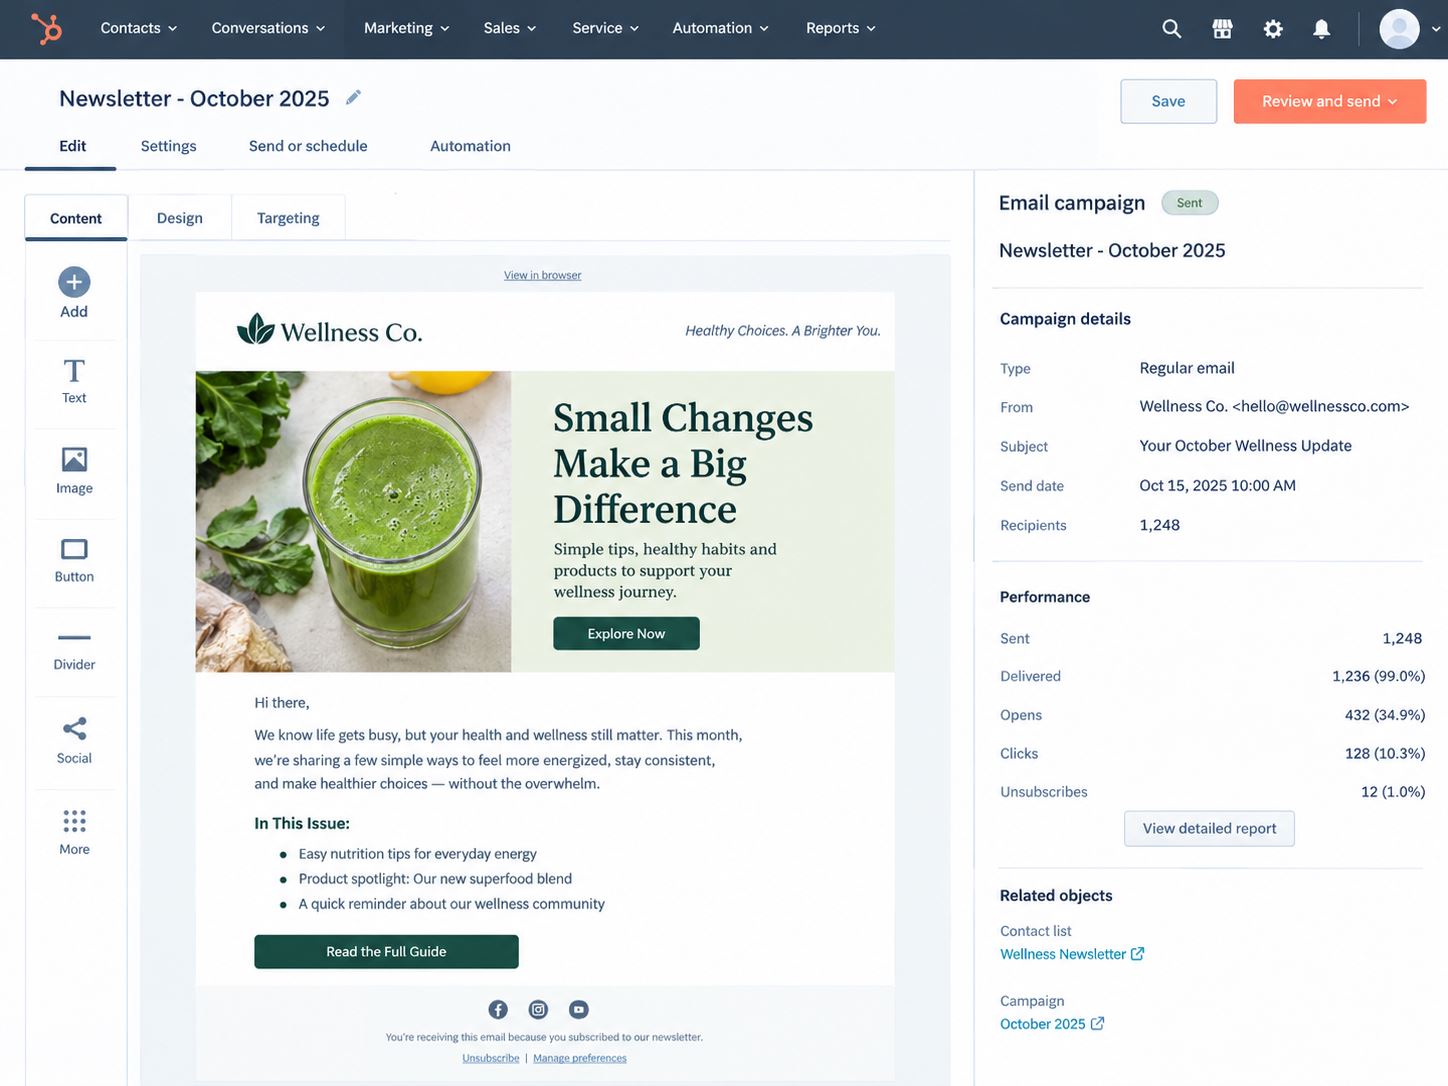 Contacts
Conversations
Marketing
Sales
Service
Automation
Reports
Newsletter - October 2025
Save
Review and send
Edit
Settings
Send or schedule
Automation
Content
Design
Targeting
Add
Text
Image
Button
Divider
Social
More
View in browser
Wellness Co.
Healthy Choices. A Brighter You.
Small Changes
Make a Big
Difference
Simple tips, healthy habits and
products to support your
wellness journey.
Explore Now
Hi there,
We know life gets busy, but your health and wellness still matter. This month,
we're sharing a few simple ways to feel more energized, stay consistent,
and make healthier choices — without the overwhelm.
In This Issue:
Easy nutrition tips for everyday energy
Product spotlight: Our new superfood blend
A quick reminder about our wellness community
Read the Full Guide
You're receiving this email because you subscribed to our newsletter.
Unsubscribe | Manage preferences
Email campaign
Sent
Newsletter - October 2025
Campaign details
Type Regular email
From Wellness Co. <hello@wellnessco.com>
Subject Your October Wellness Update
Send date Oct 15, 2025 10:00 AM
Recipients 1,248
Performance
Sent 1,248
Delivered 1,236 (99.0%)
Opens 432 (34.9%)
Clicks 128 (10.3%)
Unsubscribes 12 (1.0%)
View detailed report
Related objects
Contact list
Wellness Newsletter
Campaign
October 2025